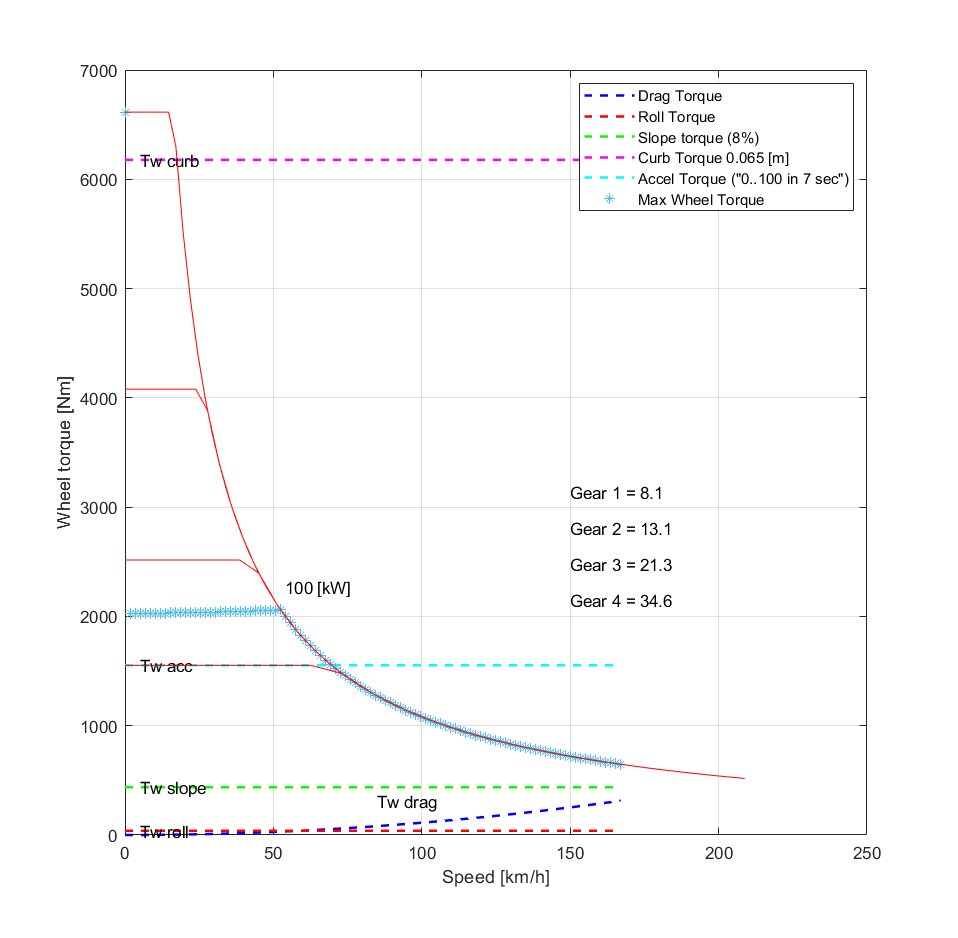 7000
6000
5000
4000
3000
2000
1000
0
Wheel torque [Nm]
Drag Torque
Roll Torque
Slope torque (8%)
Curb Torque 0.065 [m]
Accel Torque ("0..100 in 7 sec")
Max Wheel Torque
Tw curb
Gear 1 = 8.1
Gear 2 = 13.1
Gear 3 = 21.3
Gear 4 = 34.6
100 [kW]
Tw acc
Tw slope
Tw drag
Tw roll
0 50 100 150 200 250
Speed [km/h]